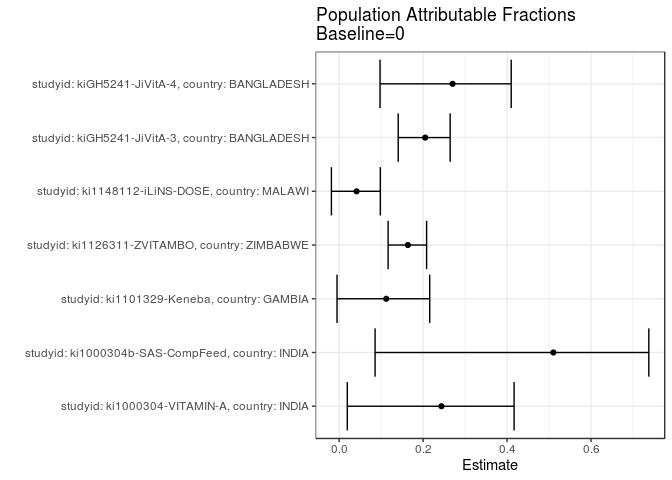 Population Attributable Fractions
Baseline=0
studyid: kiGH5241-JiVitA-4, country: BANGLADESH
studyid: kiGH5241-JiVitA-3, country: BANGLADESH
studyid: ki1148112-iLiNS-DOSE, country: MALAWI
studyid: ki1126311-ZVITAMBO, country: ZIMBABWE
studyid: ki1101329-Keneba, country: GAMBIA
studyid: ki1000304b-SAS-CompFeed, country: INDIA
studyid: ki1000304-VITAMIN-A, country: INDIA
0.0 0.2 0.4 0.6
Estimate